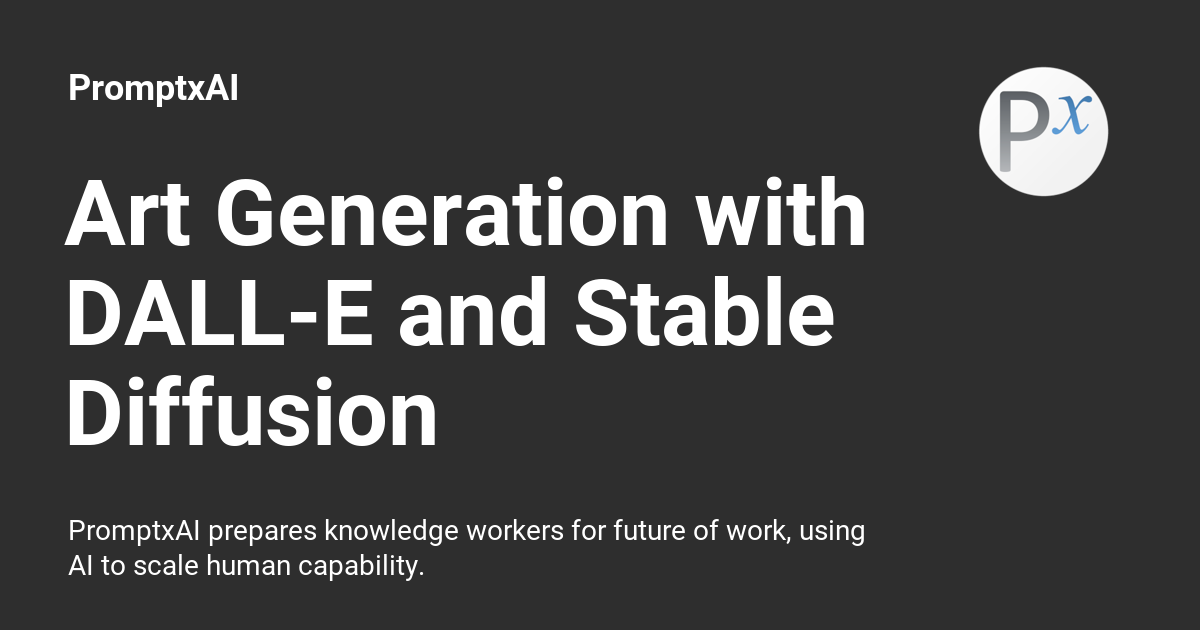 PromptxAI
Px
Art Generation with
DALL-E and Stable
Diffusion
PromptxAI prepares knowledge workers for future of work, using
AI to scale human capability.